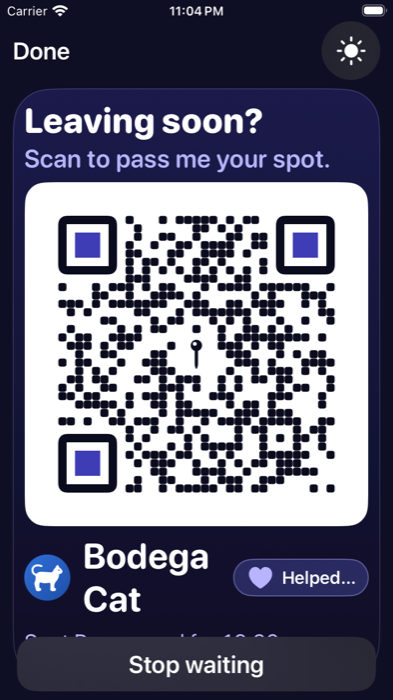 Carrier 11:04 PM
Done
Leaving soon?
Scan to pass me your spot.
Bodega
Cat
Helped...
Stop waiting